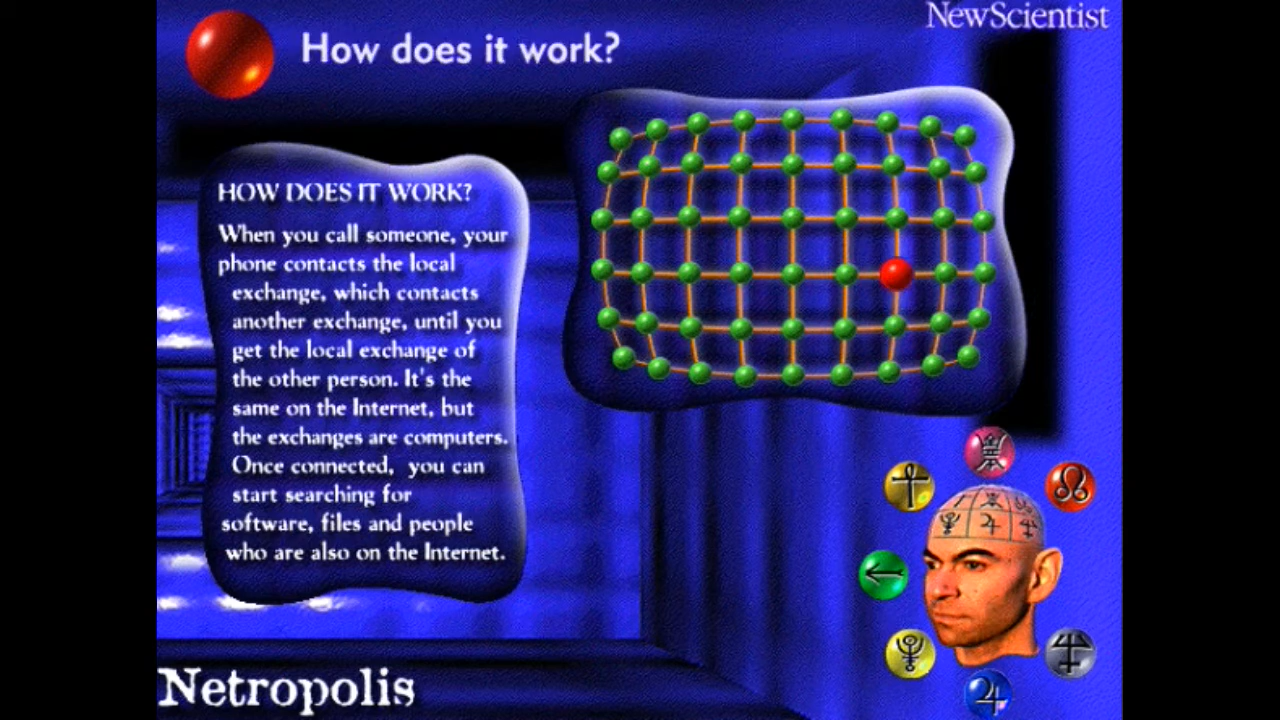 NewScientist
How does it work?
HOW DOES IT WORK?
When you call someone, your
phone contacts the local
exchange, which contacts
another exchange, until you
get the local exchange of
the other person. It's the
same on the Internet, but
the exchanges are computers.
Once connected, you can
start searching for
software, files and people
who are also on the Internet.
Netropolis